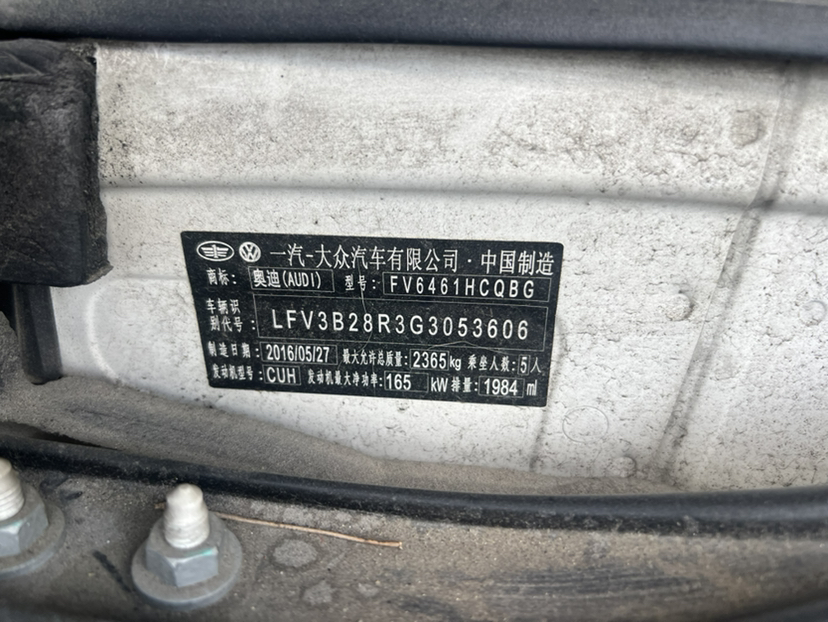 一汽-大众汽车有限公司·中国制造
商标: 奥迪(AUDI) 型号: FV6461HCQBG
车辆识别代号: LFV3B28R3G3053606
制造日期: 2016/05/27 最大允许总质量: 2365kg 乘坐人数: 5人
发动机型号: CUH 发动机最大净功率: 165 kW 排量: 1984 ml